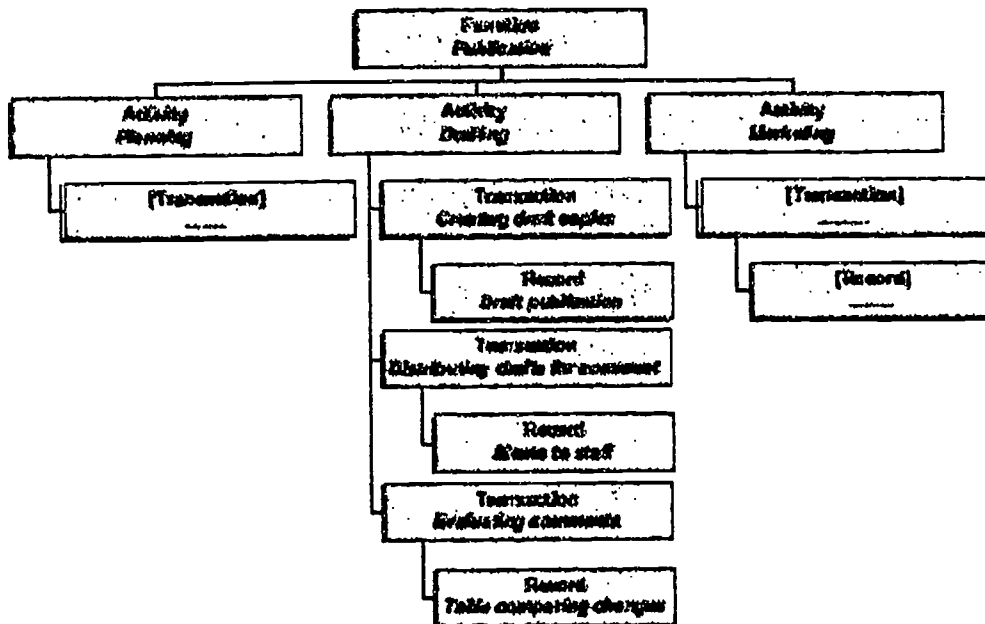 Function
Publication
Activity
Planning
Activity
Drafting
Activity
Marketing
[Transaction]
[Transaction]
Transaction
Creating draft copies
[Record]
Record
Draft publication
Transaction
Distributing drafts for comment
Record
to staff
Transaction
Evaluating comments
Record
Table comparing changes